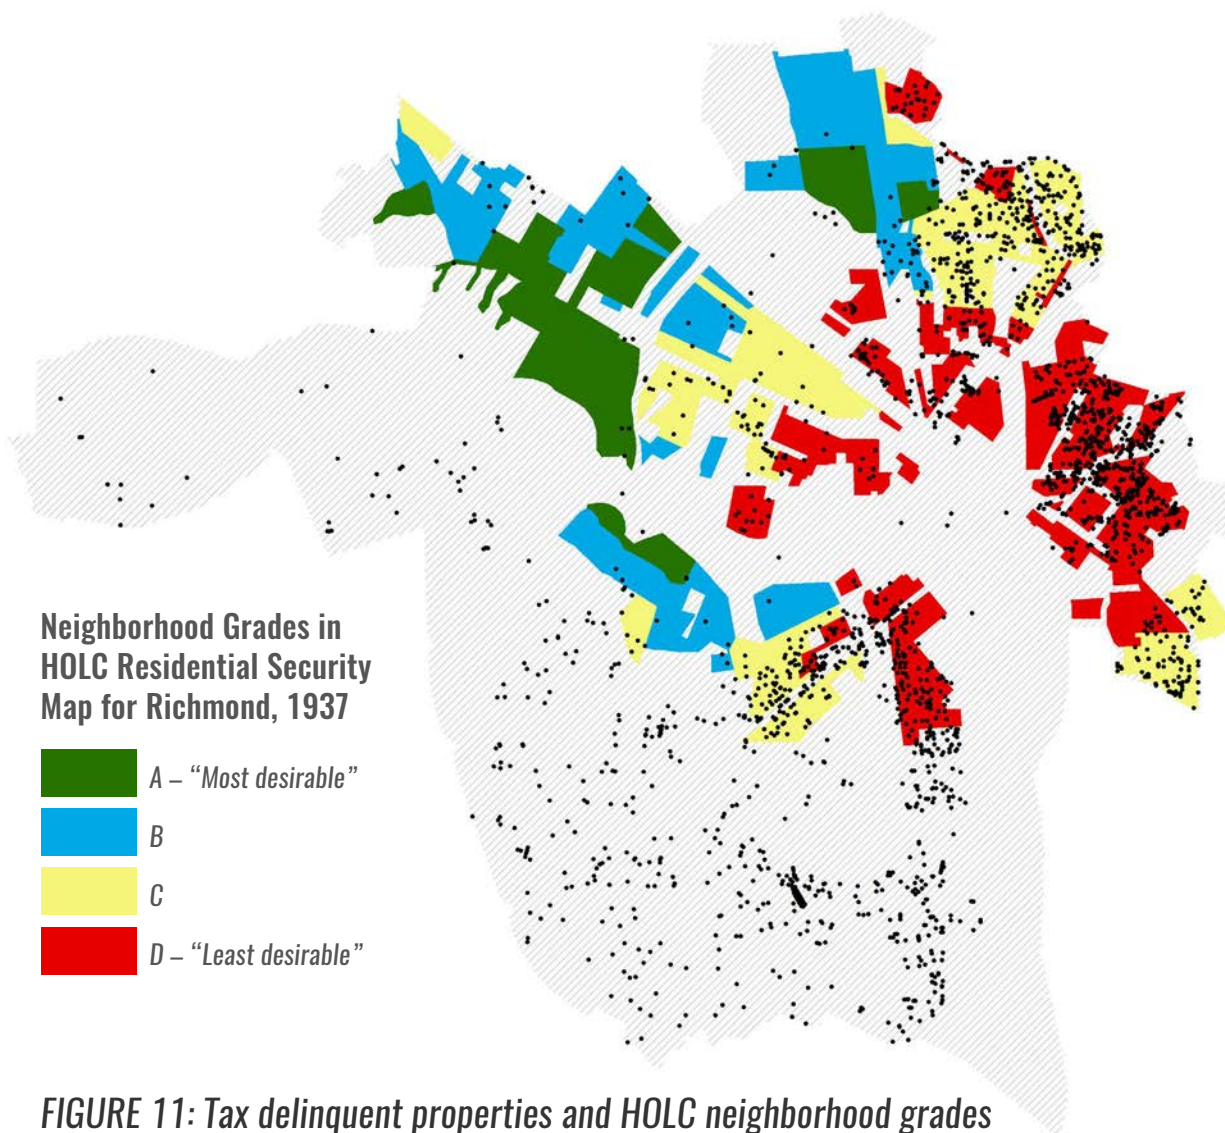 Neighborhood Grades in
HOLC Residential Security
Map for Richmond, 1937
A – “Most desirable”
B
C
D – “Least desirable”
FIGURE 11: Tax delinquent properties and HOLC neighborhood grades